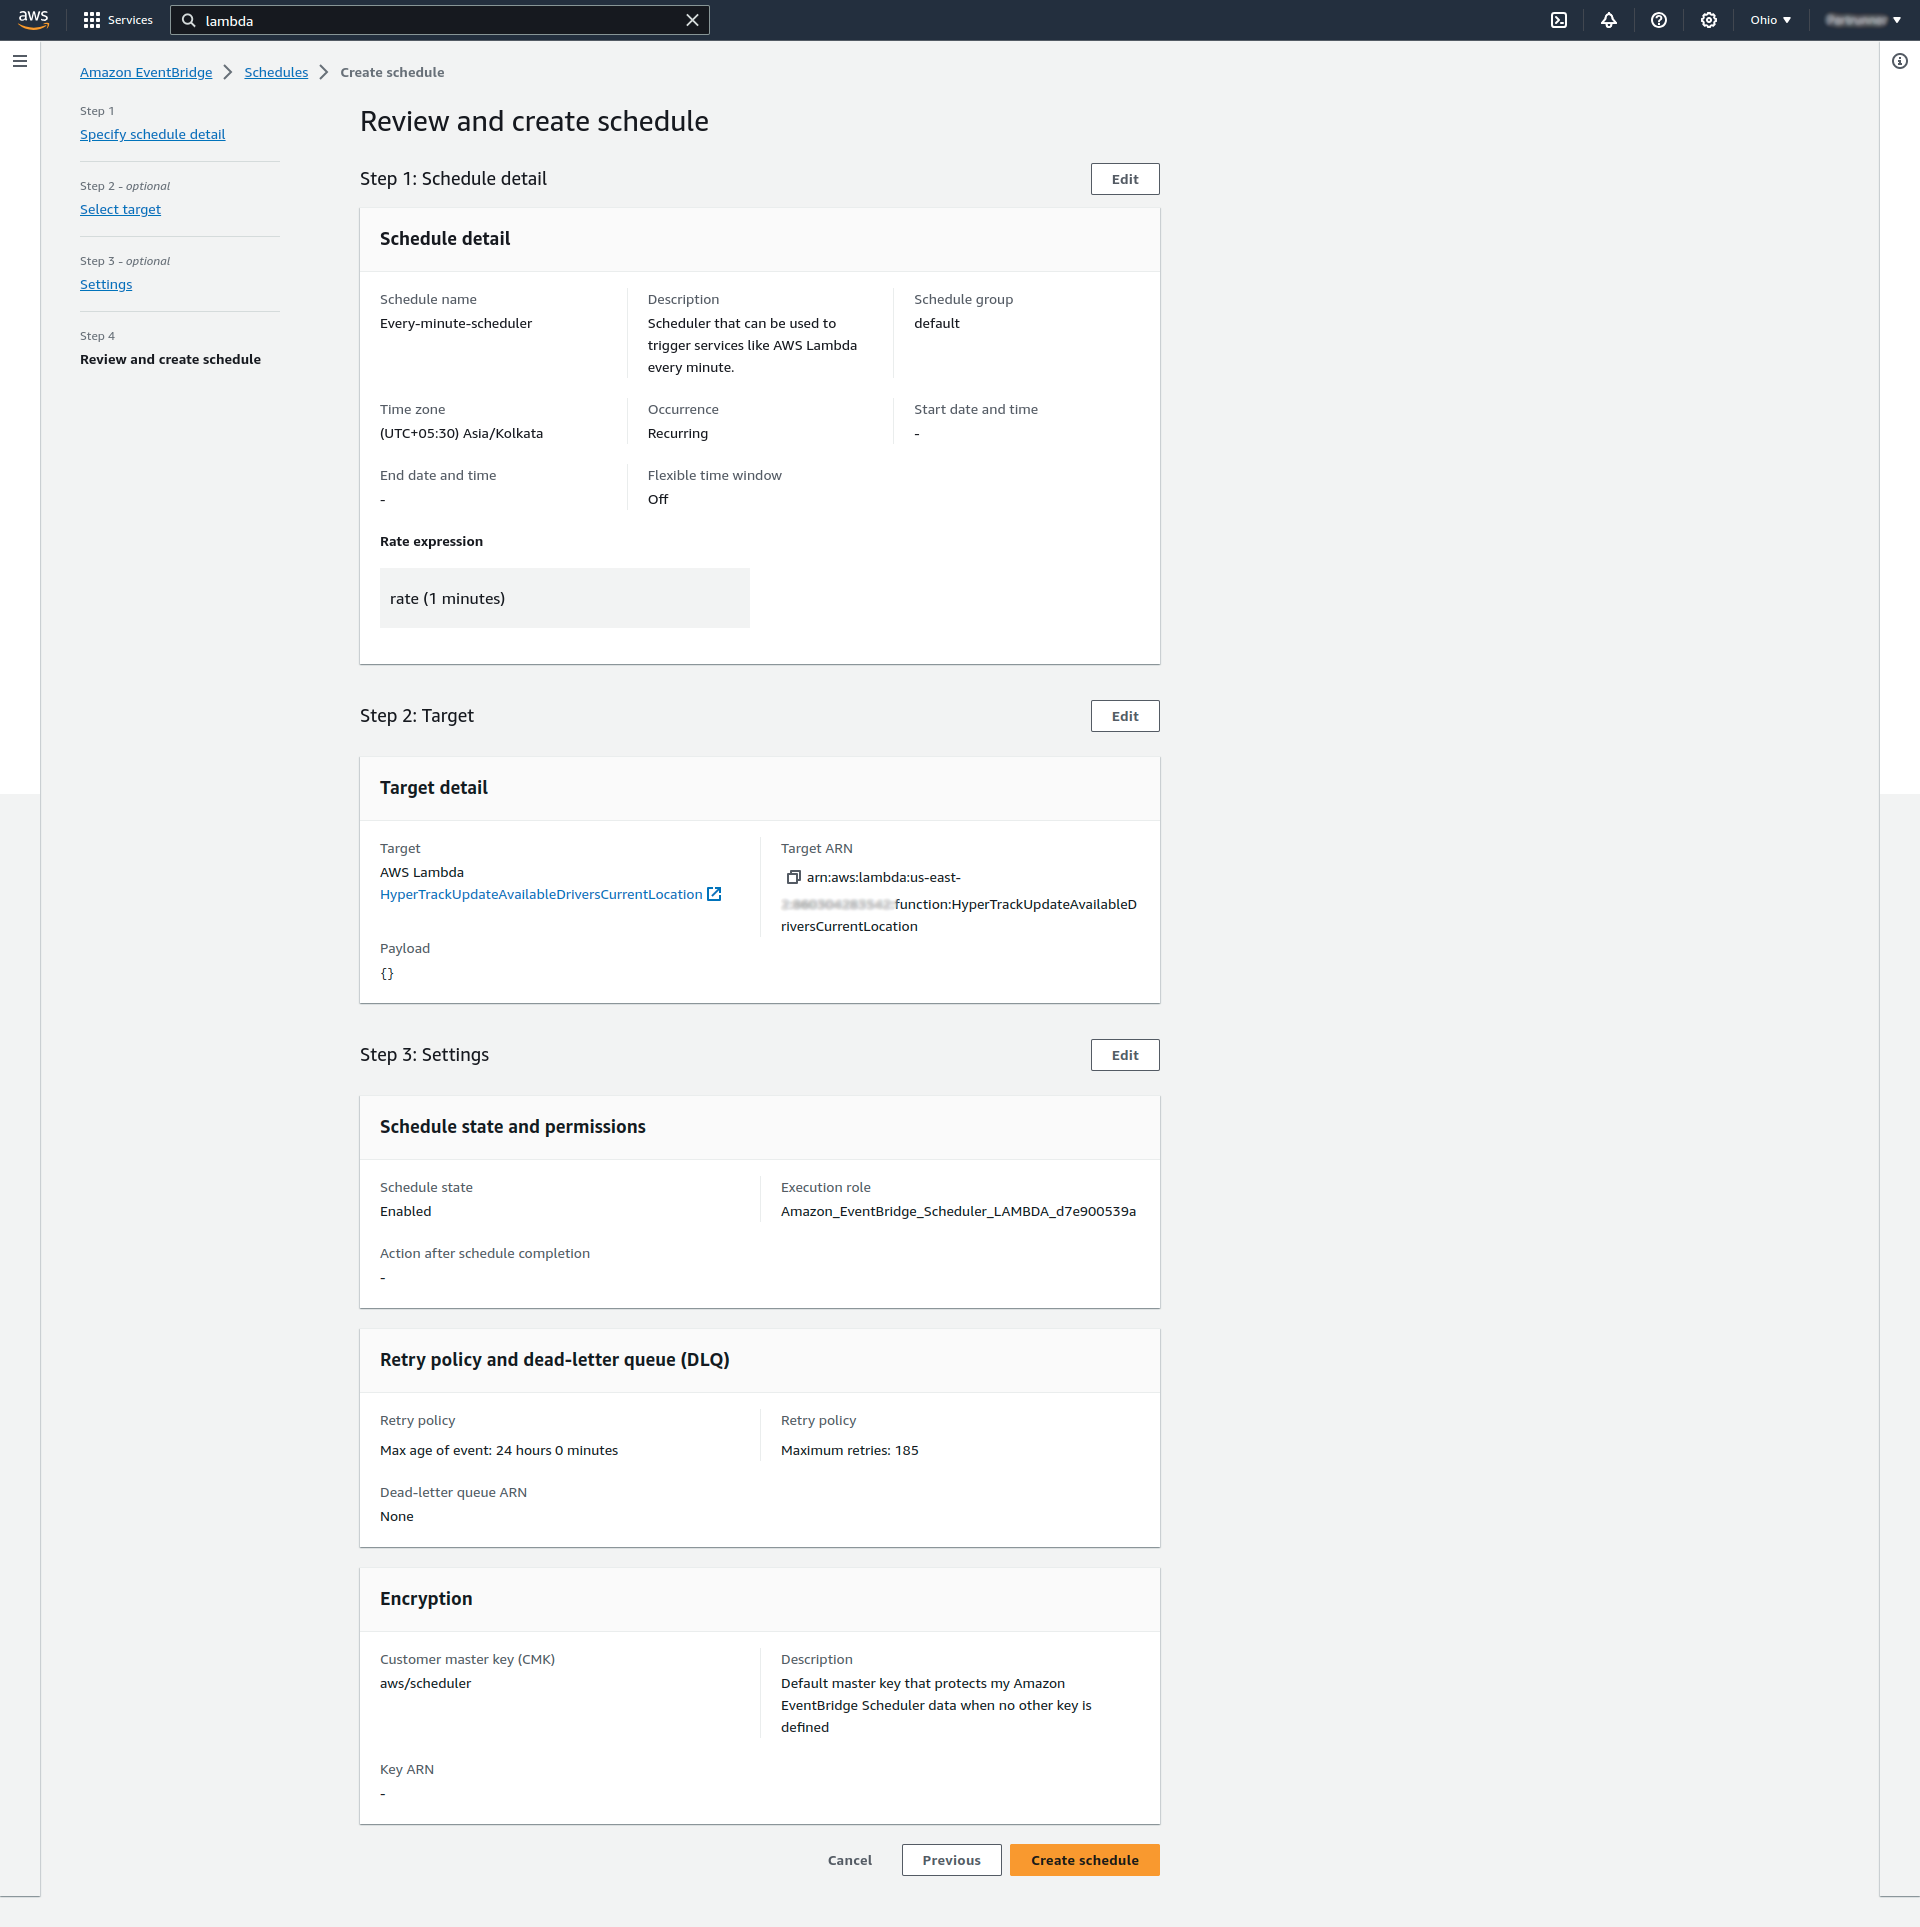 aws
Services
lambda
Ohio
Amazon EventBridge
Schedules
Create schedule
Step 1
Specify schedule detail
Step 2 - optional
Select target
Step 3 - optional
Settings
Step 4
Review and create schedule
Review and create schedule
Step 1: Schedule detail
Edit
Schedule detail
Schedule name
Every-minute-scheduler
Description
Scheduler that can be used to
trigger services like AWS Lambda
every minute.
Schedule group
default
Time zone
(UTC+05:30) Asia/Kolkata
Occurrence
Recurring
Start date and time
-
End date and time
-
Flexible time window
Off
Rate expression
rate (1 minutes)
Step 2: Target
Edit
Target detail
Target
AWS Lambda
HyperTrackUpdateAvailableDriversCurrentLocation
Target ARN
arn:aws:lambda:us-east-
function:HyperTrackUpdateAvailableD
riversCurrentLocation
Payload
{}
Step 3: Settings
Edit
Schedule state and permissions
Schedule state
Enabled
Execution role
Amazon_EventBridge_Scheduler_LAMBDA_d7e900539a
Action after schedule completion
-
Retry policy and dead-letter queue (DLQ)
Retry policy
Max age of event: 24 hours 0 minutes
Retry policy
Maximum retries: 185
Dead-letter queue ARN
None
Encryption
Customer master key (CMK)
aws/scheduler
Description
Default master key that protects my Amazon
EventBridge Scheduler data when no other key is
defined
Key ARN
-
Cancel
Previous
Create schedule